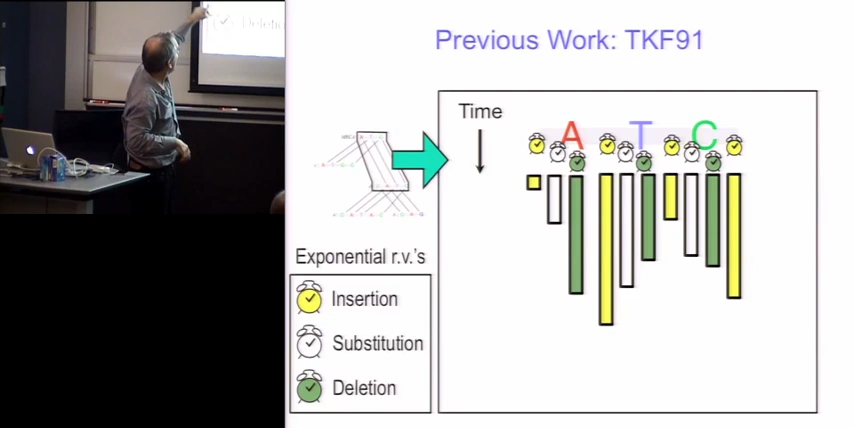 Previous Work: TKF91
Time
A T C
Exponential r.v.'s
Insertion
Substitution
Deletion